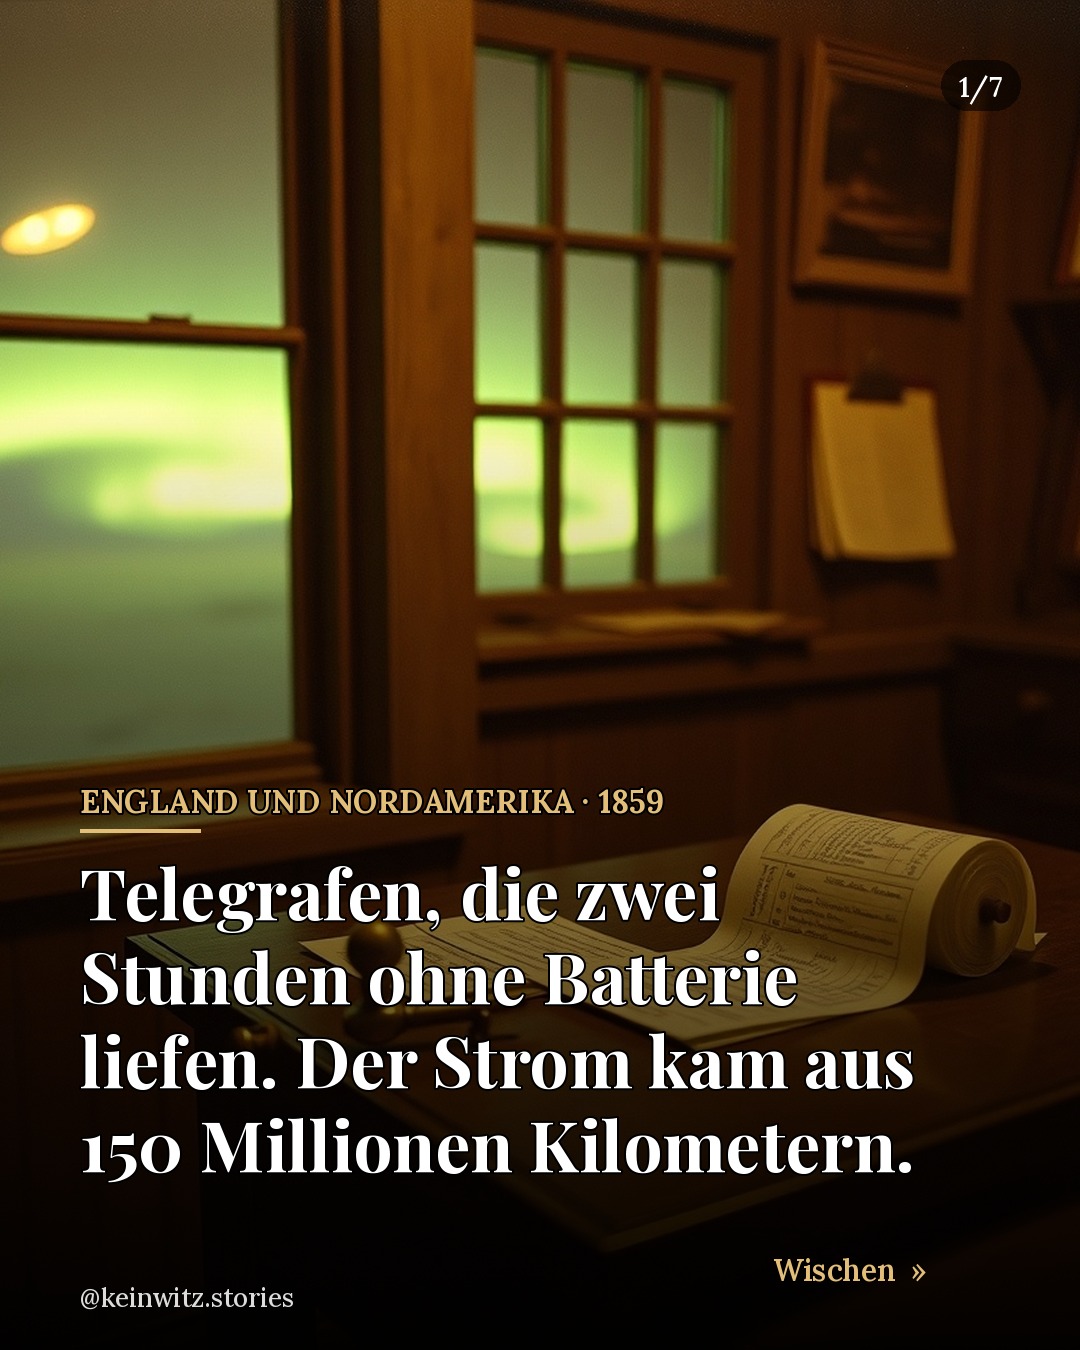 1/7
ENGLAND UND NORDAMERIKA · 1859
Telegrafen, die zwei
Stunden ohne Batterie
liefen. Der Strom kam aus
150 Millionen Kilometern.
Wischen »
@keinwitz.stories